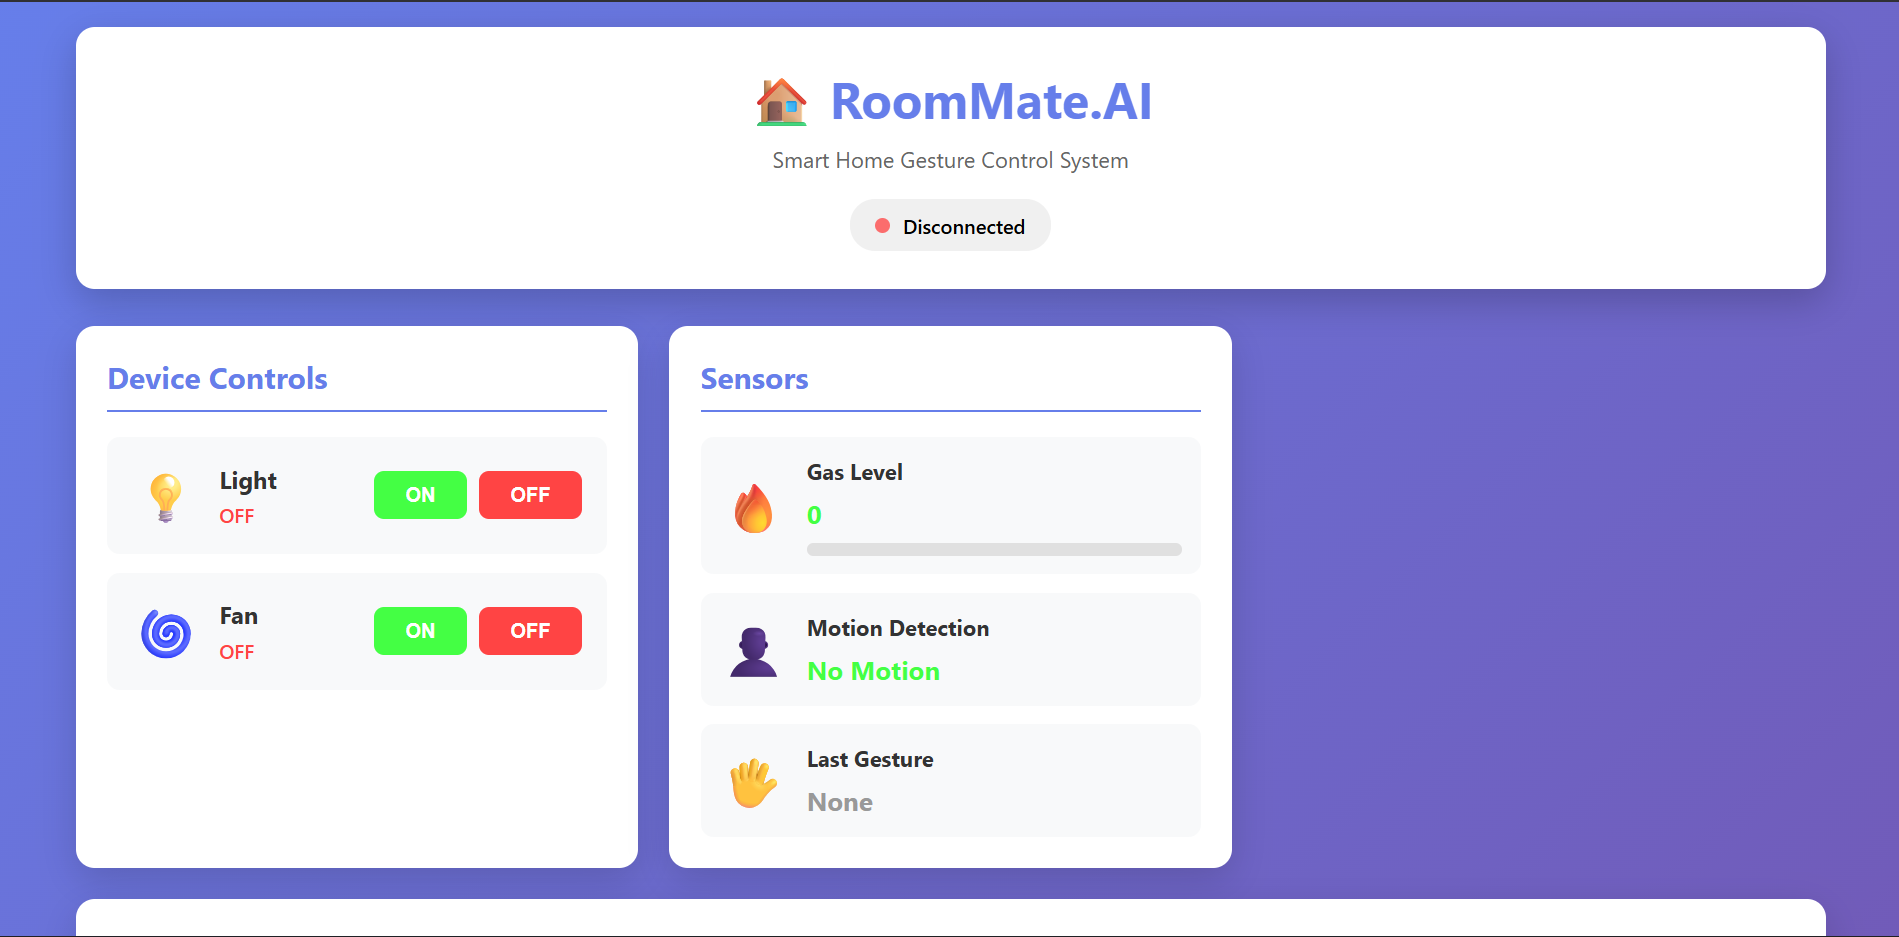 RoomMate.AI
Smart Home Gesture Control System
Disconnected
Device Controls
Light
OFF
ON
OFF
Fan
OFF
ON
OFF
Sensors
Gas Level
0
Motion Detection
No Motion
Last Gesture
None